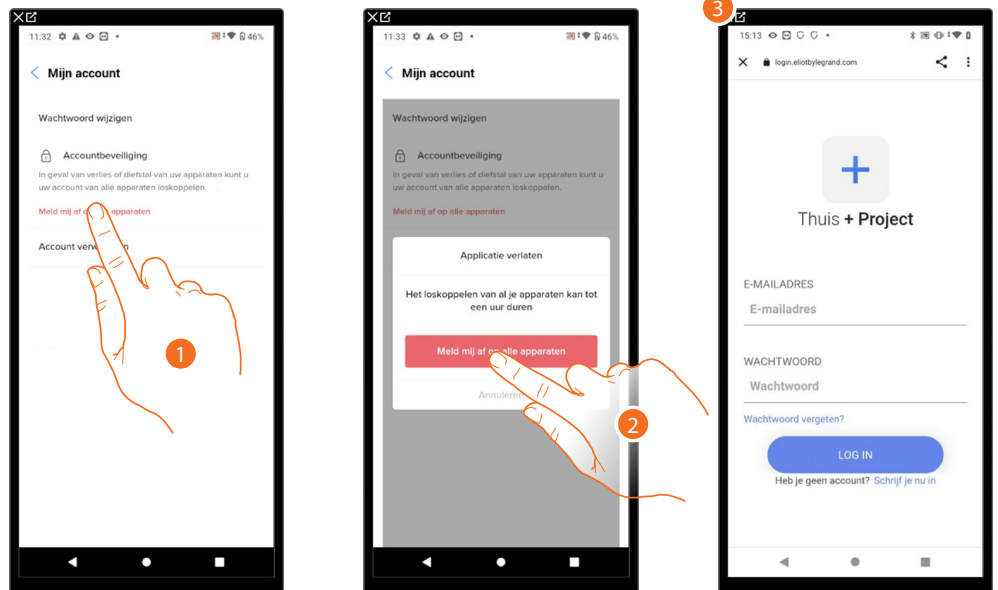 11:32
46%
Mijn account
Wachtwoord wijzigen
Accountbeveiliging
In geval van verlies of diefstal van uw apparaten kunt u
uw account van alle apparaten loskoppelen.
Meld mij af apparaten
Account
1
11:33
46%
Mijn account
Wachtwoord wijzigen
Accountbeveiliging
In geval van verlies of diefstal van uw apparaten kunt u
uw account van alle apparaten loskoppelen.
Meld mij af op alle apparaten
Applicatie verlaten
Het loskoppelen van al je apparaten kan tot
een uur duren
Meld mij af op alle apparaten
Annuleren
2
3
15:13
login.eliotbylegrand.com
Thuis + Project
E-MAILADRES
E-mailadres
WACHTWOORD
Wachtwoord
Wachtwoord vergeten?
LOG IN
Heb je geen account? Schrijf je nu in